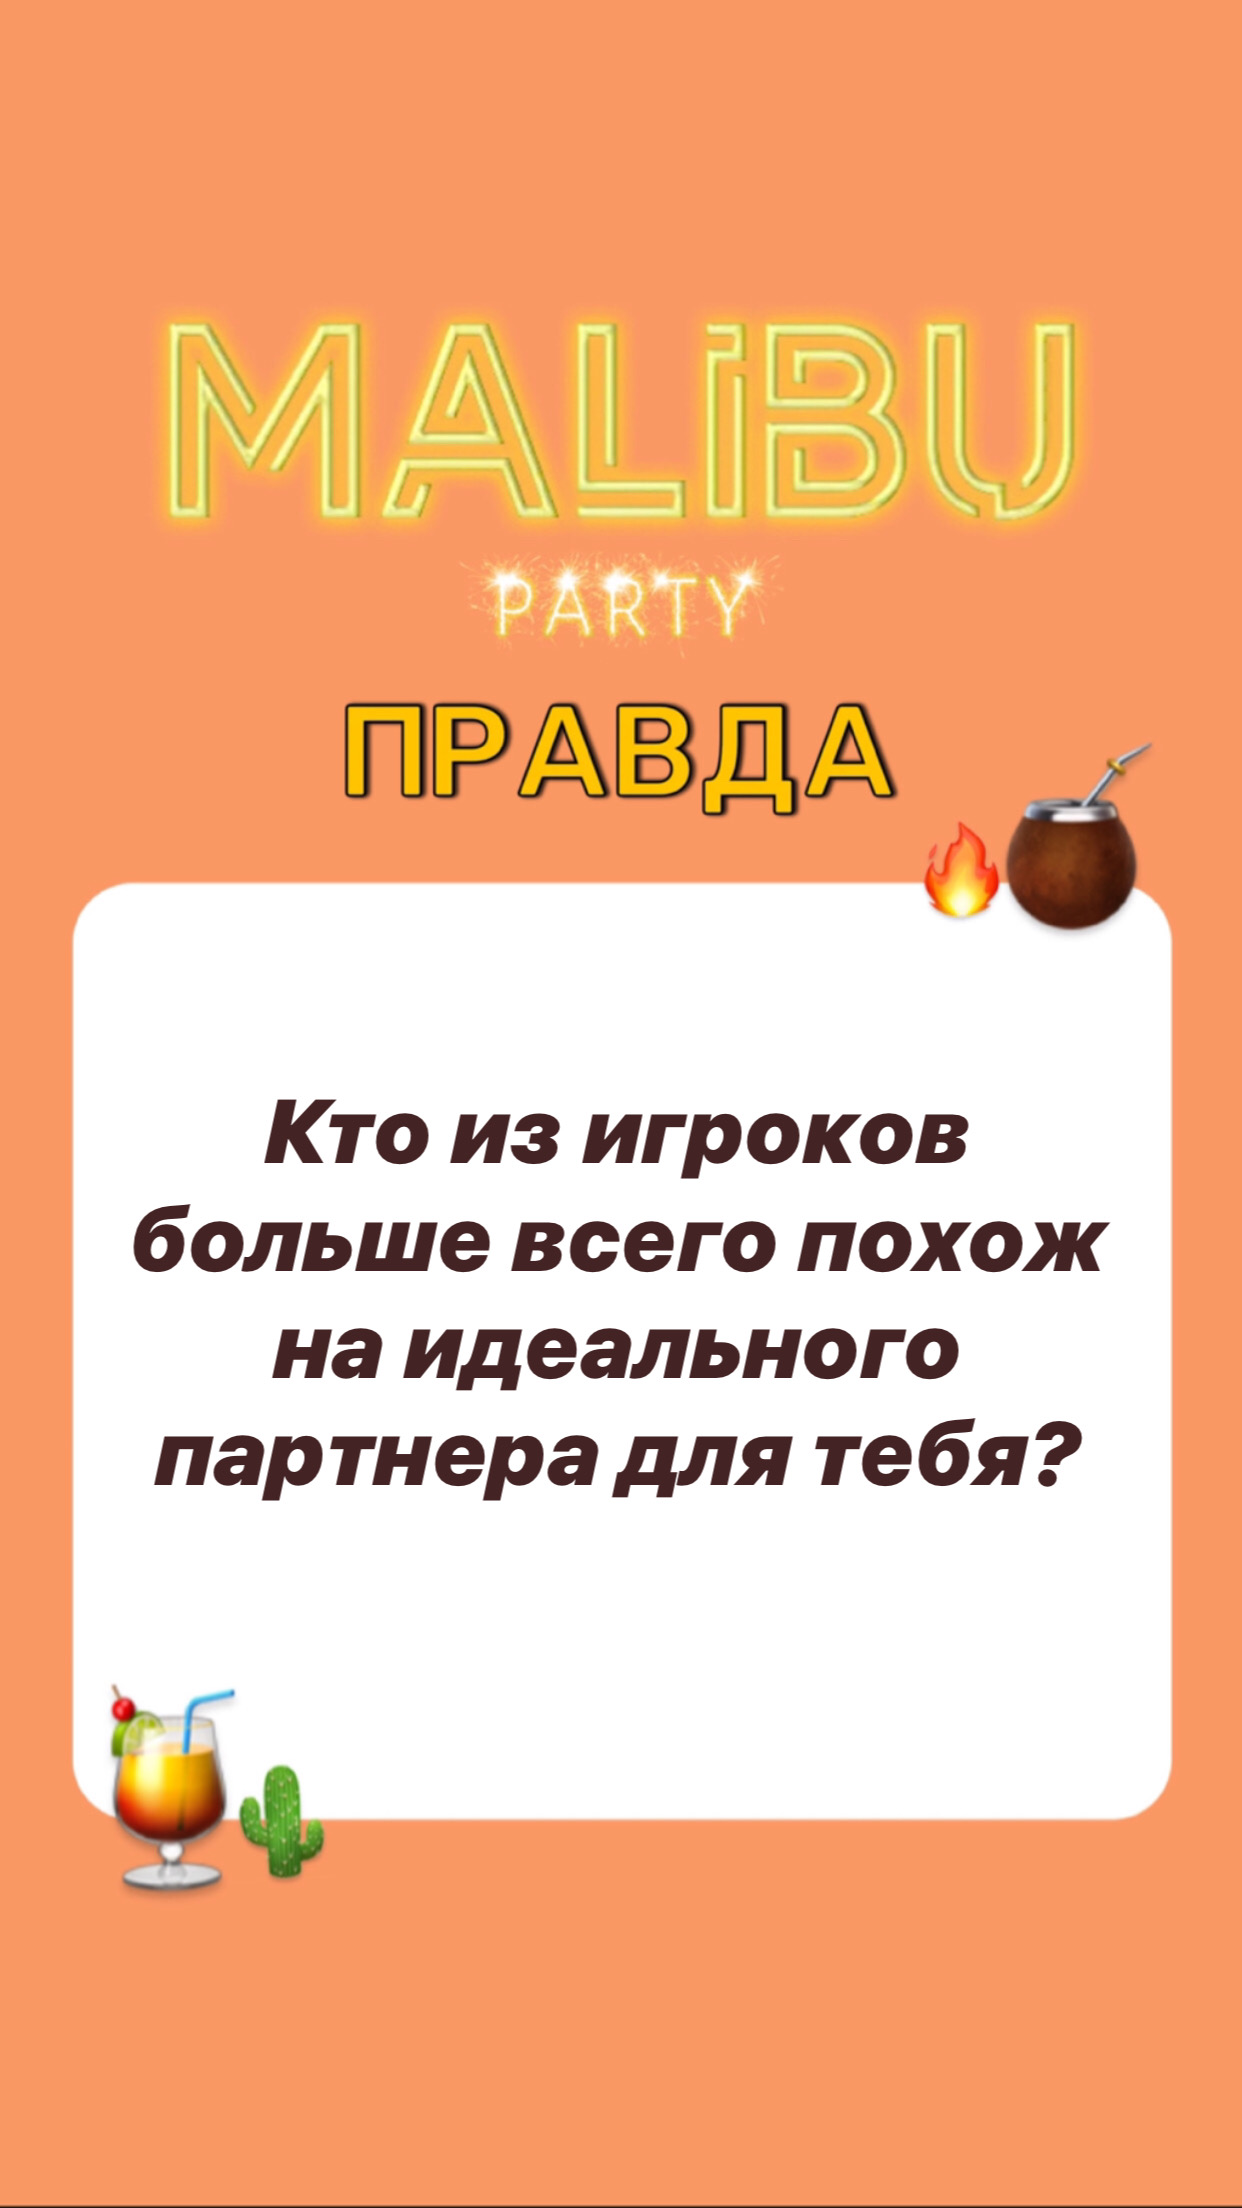 MALiBU
PARTY
ПРАВДА
Кто из игроков
больше всего похож
на идеального
партнера для тебя?